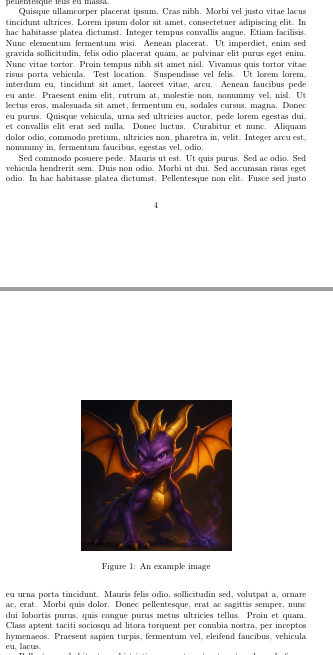 pellentesque felis eu massa.
Quisque ullamcorper placerat ipsum. Cras nibh. Morbi vel justo vitae lacus
tincidunt ultrices. Lorem ipsum dolor sit amet, consectetuer adipiscing elit. In
hac habitasse platea dictumst. Integer tempus convallis augue. Etiam facilisis.
Nunc elementum fermentum wisi. Aenean placerat. Ut imperdiet, enim sed
gravida sollicitudin, felis odio placerat quam, ac pulvinar elit purus eget enim.
Nunc vitae tortor. Proin tempus nibh sit amet nisl. Vivamus quis tortor vitae
risus porta vehicula. Test location. Suspendisse vel felis. Ut lorem lorem,
interdum eu, tincidunt sit amet, laoreet vitae, arcu. Aenean faucibus pede
eu ante. Praesent enim elit, rutrum at, molestie non, nonummy vel, nisl. Ut
lectus eros, malesuada sit amet, fermentum eu, sodales cursus, magna. Donec
eu purus. Quisque vehicula, urna sed ultricies auctor, pede lorem egestas dui,
et convallis elit erat sed nulla. Donec luctus. Curabitur et nunc. Aliquam
dolor odio, commodo pretium, ultricies non, pharetra in, velit. Integer arcu est,
nonummy in, fermentum faucibus, egestas vel, odio.
Sed commodo posuere pede. Mauris ut est. Ut quis purus. Sed ac odio. Sed
vehicula hendrerit sem. Duis non odio. Morbi ut dui. Sed accumsan risus eget
odio. In hac habitasse platea dictumst. Pellentesque non elit. Fusce sed justo
4
Figure 1: An example image
eu urna porta tincidunt. Mauris felis odio, sollicitudin sed, volutpat a, ornare
ac, erat. Morbi quis dolor. Donec pellentesque, erat ac sagittis semper, nunc
dui lobortis purus, quis congue purus metus ultricies tellus. Proin et quam.
Class aptent taciti sociosqu ad litora torquent per conubia nostra, per inceptos
hymenaeos. Praesent sapien turpis, fermentum vel, eleifend faucibus, vehicula
eu, lacus.